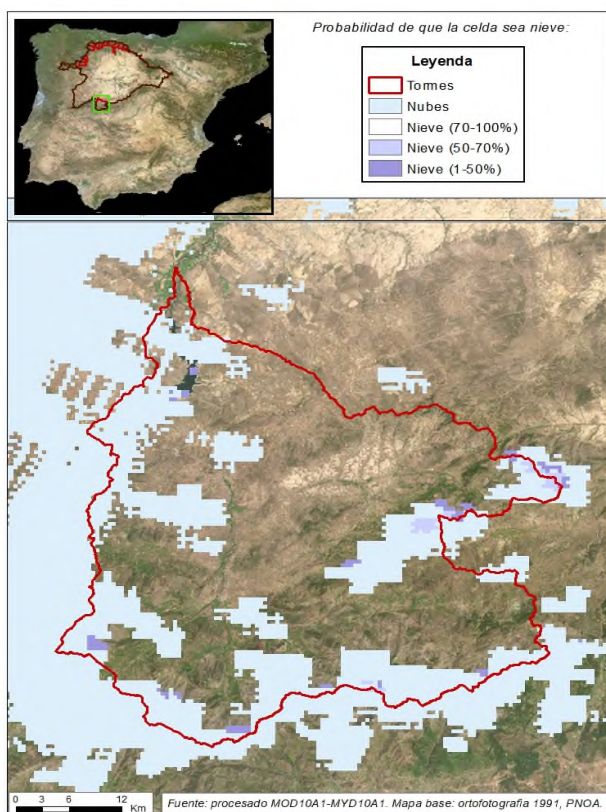 Probabilidad de que la celda sea nieve:
Leyenda
Tormes
Nubes
Nieve (70-100%)
Nieve (50-70%)
Nieve (1-50%)
0 3 6 12 Km
Fuente: procesado MOD10A1-MYD10A1. Mapa base: ortofotografia 1991, PNOA